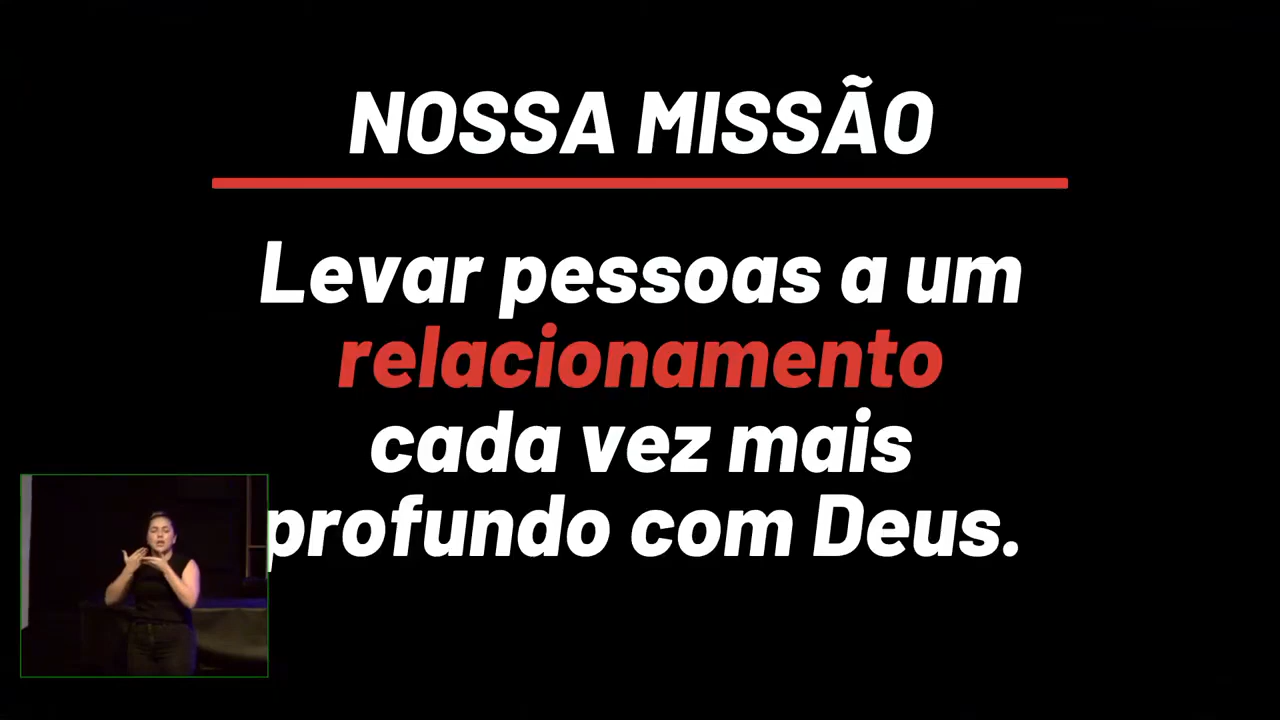 NOSSA MISSÃO
Levar pessoas a um
relacionamento
cada vez mais
profundo com Deus.